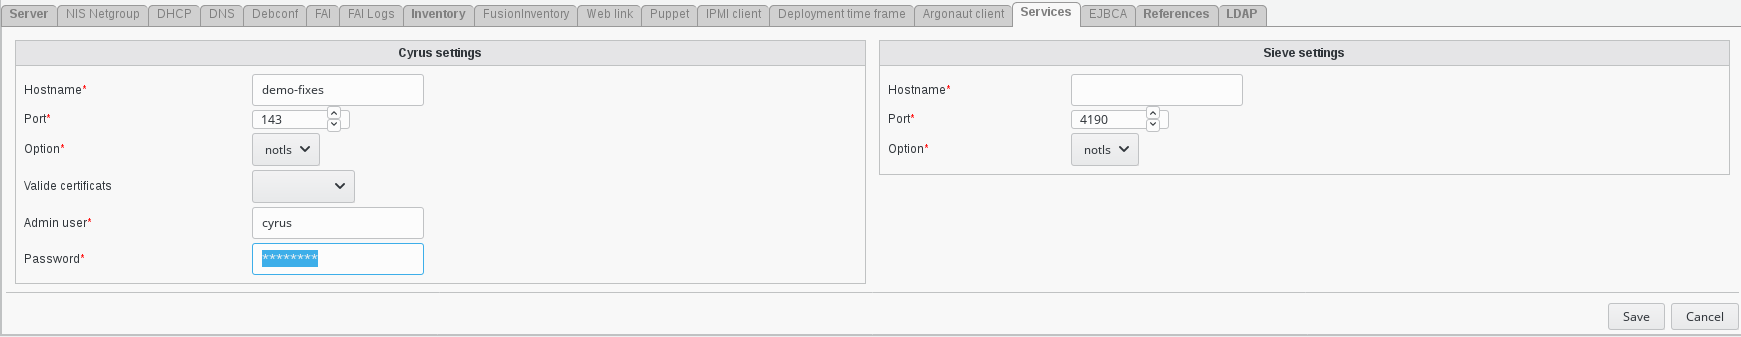 Server NIS Netgroup DHCP DNS Debconf FAI FAI Logs Inventory FusionInventory Web link Puppet IPMI client Deployment time frame Argonaut client Services EJBCA References LDAP
Cyrus settings
Hostname* demo-fixes
Port* 143
Option* notls
Valide certificats
Admin user* cyrus
Password* ********
Sieve settings
Hostname*
Port* 4190
Option* notls
Save Cancel